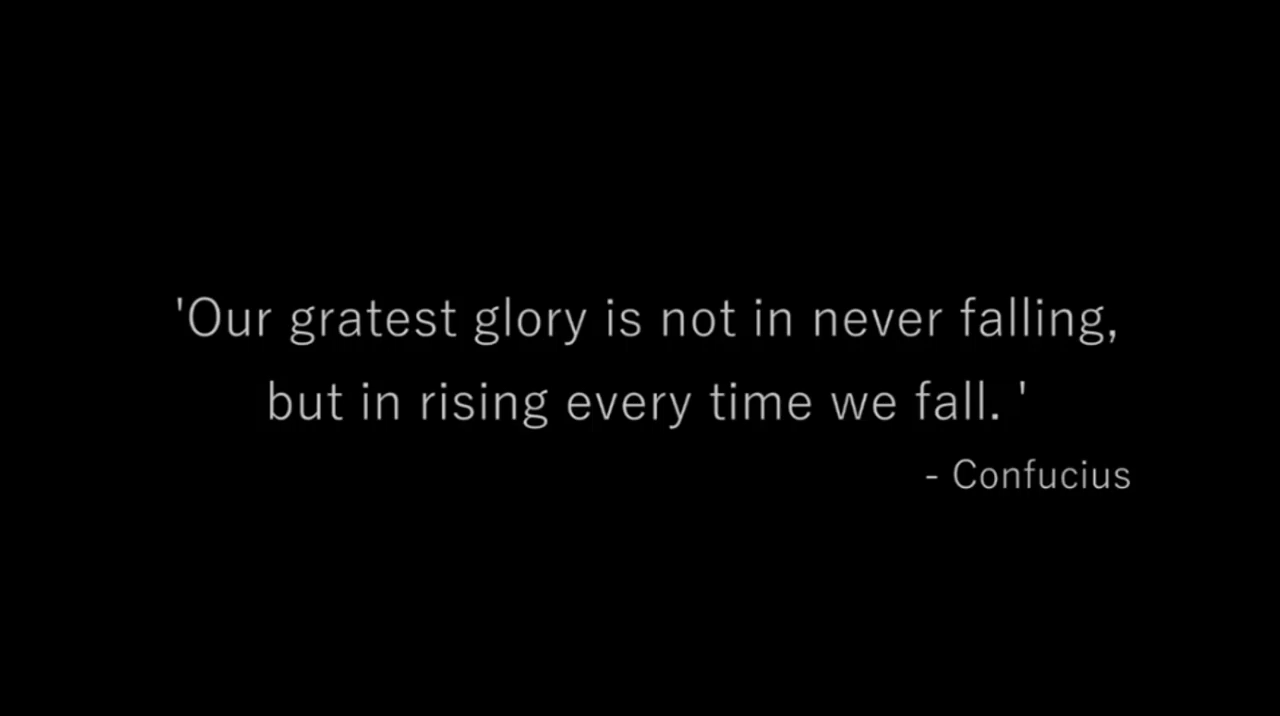 'Our gratest glory is not in never falling,
but in rising every time we fall. '
- Confucius